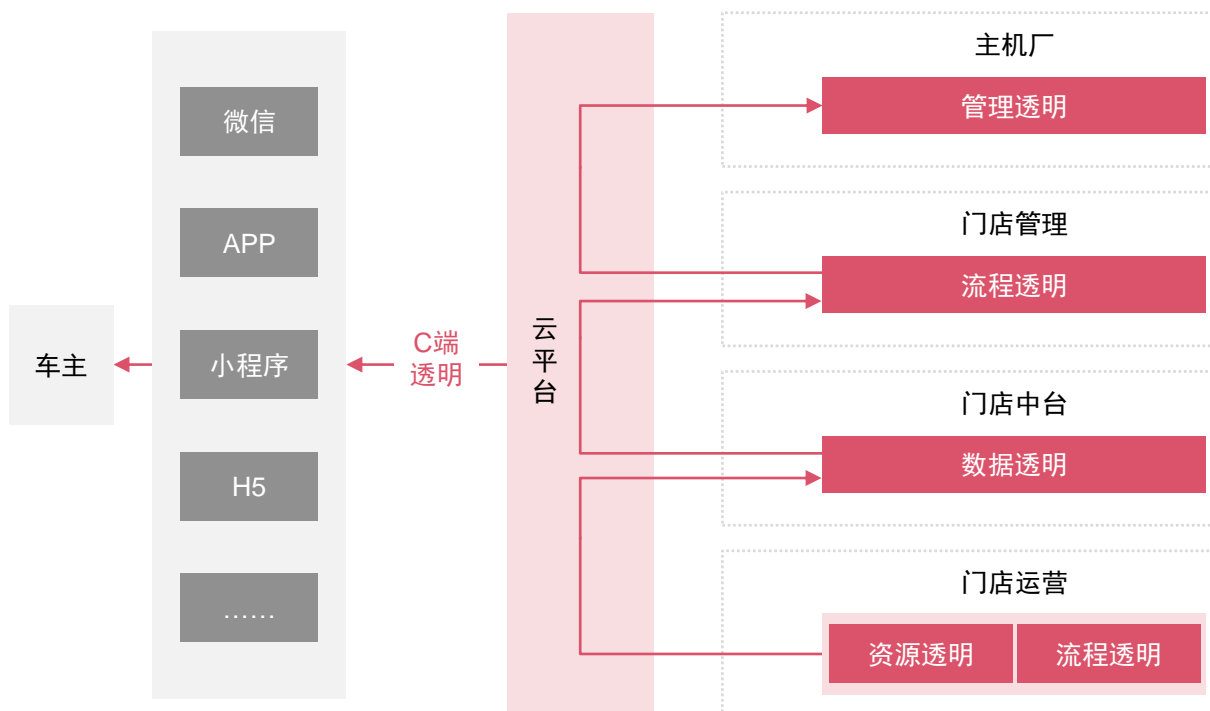 车主
微信
APP
小程序
H5
……
C端
透明
云
平
台
主机厂
管理透明
门店管理
流程透明
门店中台
数据透明
门店运营
资源透明
流程透明